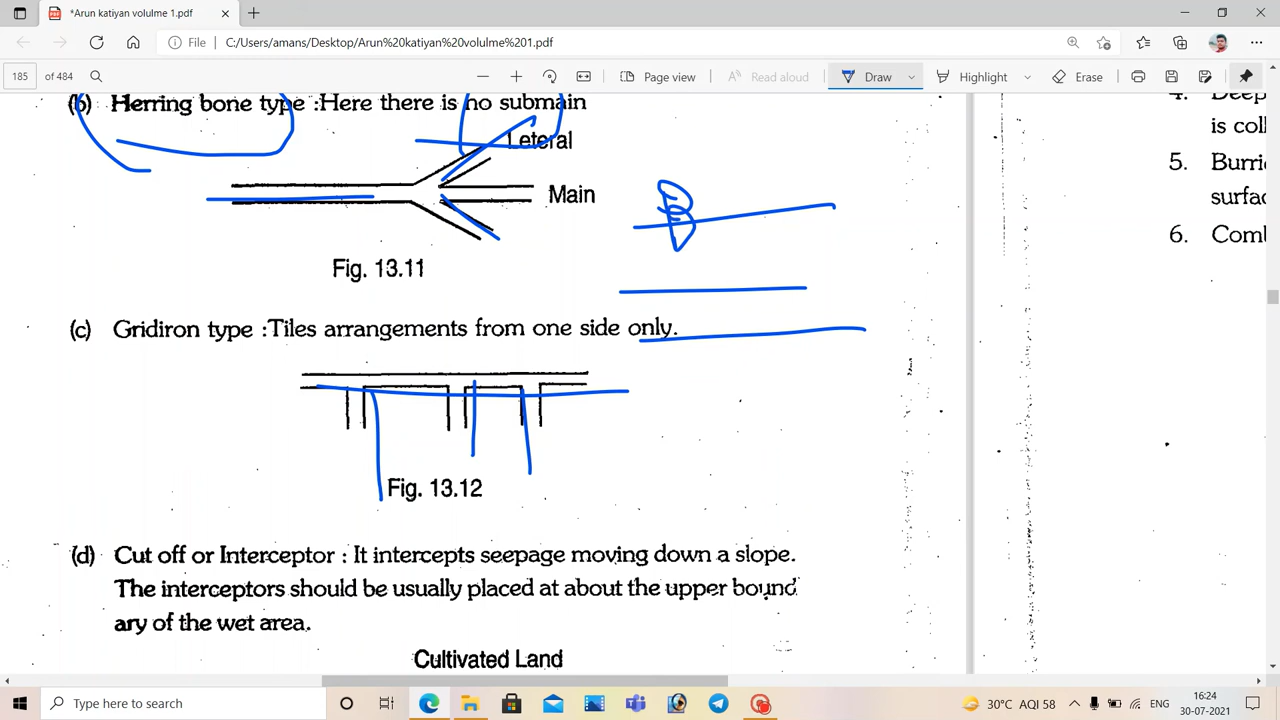 *Arun katiyan volulme 1.pdf
File C:/Users/amans/Desktop/Arun%20katiyan%20volulme%201.pdf
185 of 484 Page view Read aloud Draw Highlight Erase
(b) Herring bone type :Here there is no submain
Leteral
Main
Fig. 13.11
(c) Gridiron type :Tiles arrangements from one side only.
Fig. 13.12
(d) Cut off or Interceptor : It intercepts seepage moving down a slope.
The interceptors should be usually placed at about the upper bound
ary of the wet area.
Cultivated Land
4. Deep
is coll
5. Burri
surfac
6. Comb
Type here to search
30°C AQI 58 ENG 16:24
30-07-2021